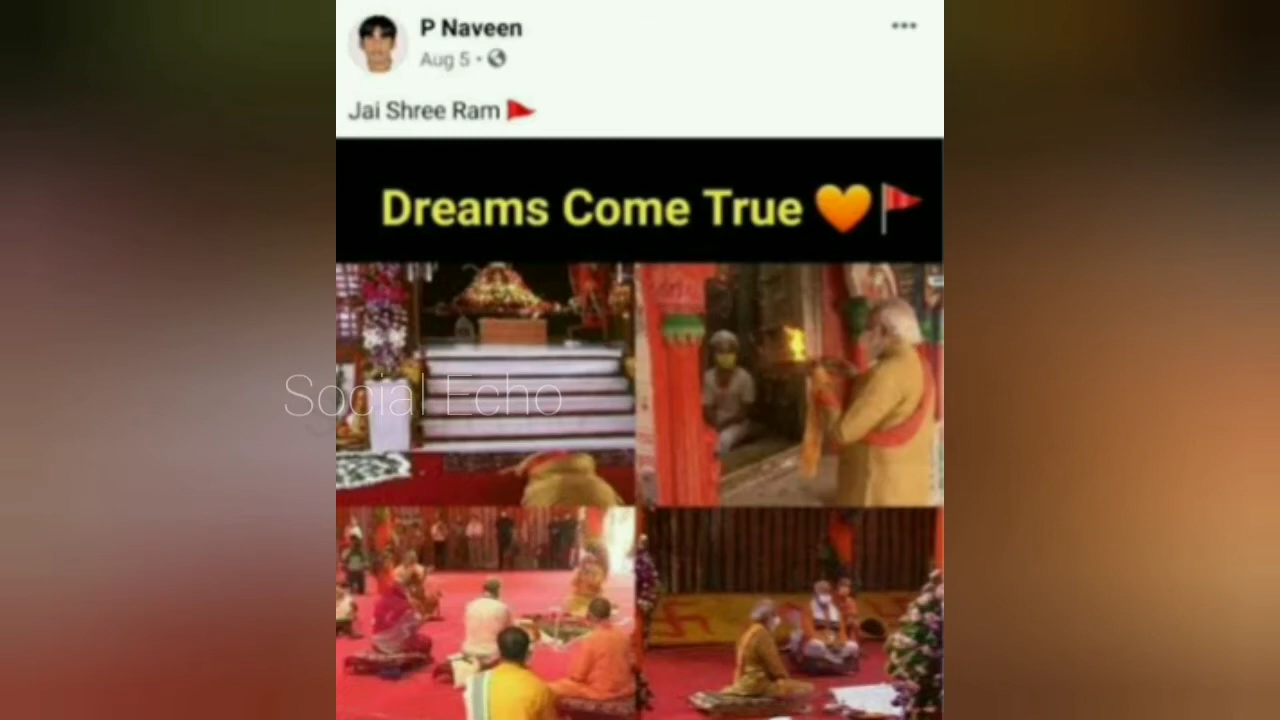 P Naveen
Aug 5 •
Jai Shree Ram 🚩
Dreams Come True 🧡🚩
Social Echo